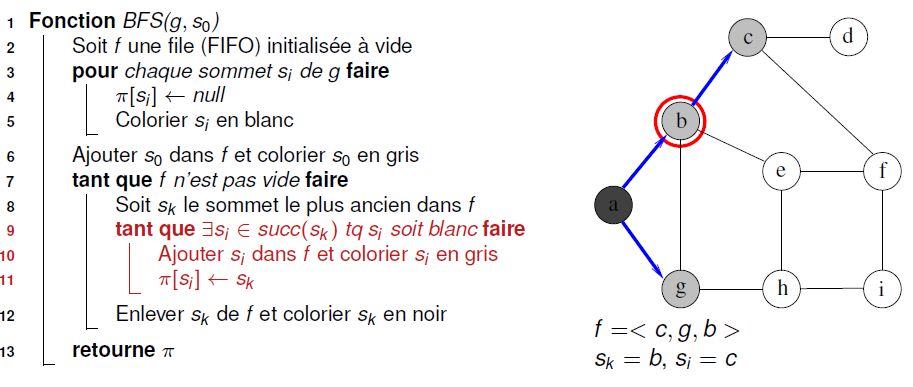 1 Fonction BFS(g, s₀)
2 Soit f une file (FIFO) initialisée à vide
3 pour chaque sommet sᵢ de g faire
4 π[sᵢ] ← null
5 Colorier sᵢ en blanc
6 Ajouter s₀ dans f et colorier s₀ en gris
7 tant que f n'est pas vide faire
8 Soit sₖ le sommet le plus ancien dans f
9 tant que ∃sᵢ ∈ succ(sₖ) tq sᵢ soit blanc faire
10 Ajouter sᵢ dans f et colorier sᵢ en gris
11 π[sᵢ] ← sₖ
12 Enlever sₖ de f et colorier sₖ en noir
13 retourne π
c d
b
e f
a
g h i
f =< c, g, b >
sₖ = b, sᵢ = c